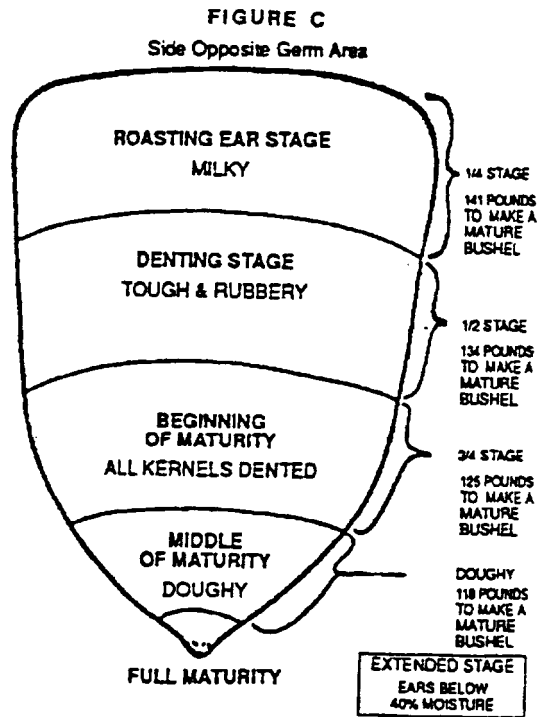 FIGURE C
Side Opposite Germ Area
ROASTING EAR STAGE
MILKY
1/4 STAGE
141 POUNDS
TO MAKE A
MATURE
BUSHEL
DENTING STAGE
TOUGH & RUBBERY
1/2 STAGE
134 POUNDS
TO MAKE A
MATURE
BUSHEL
BEGINNING
OF MATURITY
ALL KERNELS DENTED
3/4 STAGE
125 POUNDS
TO MAKE A
MATURE
BUSHEL
MIDDLE
OF MATURITY
DOUGHY
DOUGHY
118 POUNDS
TO MAKE A
MATURE
BUSHEL
FULL MATURITY
EXTENDED STAGE
EARS BELOW
40% MOISTURE